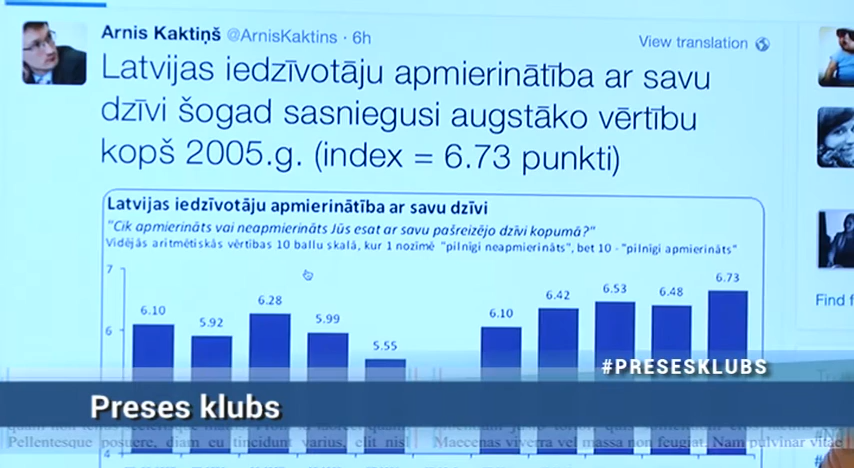 Arnis Kaktiņš @ArnisKaktins · 6h
View translation
Latvijas iedzīvotāju apmierinātība ar savu
dzīvi šogad sasniegusi augstāko vērtību
kopš 2005.g. (index = 6.73 punkti)
Latvijas iedzīvotāju apmierinātība ar savu dzīvi
"Cik apmierināts vai neapmierināts Jūs esat ar savu pašreizējo dzīvi kopumā?"
Vidējās aritmētiskās vērtības 10 ballu skalā, kur 1 nozīmē "pilnīgi neapmierināts", bet 10 - "pilnīgi apmierināts"
7
6.10 5.92 6.28 5.99 5.55 6.10 6.42 6.53 6.48 6.73
6
Find f
#PRESESKLUBS
Preses klubs
Pellentesque posuere, diam eu tincidunt varius, elit nisl
Maecenas viverra vel massa non feugiat. Nam pulvinar vitae
4